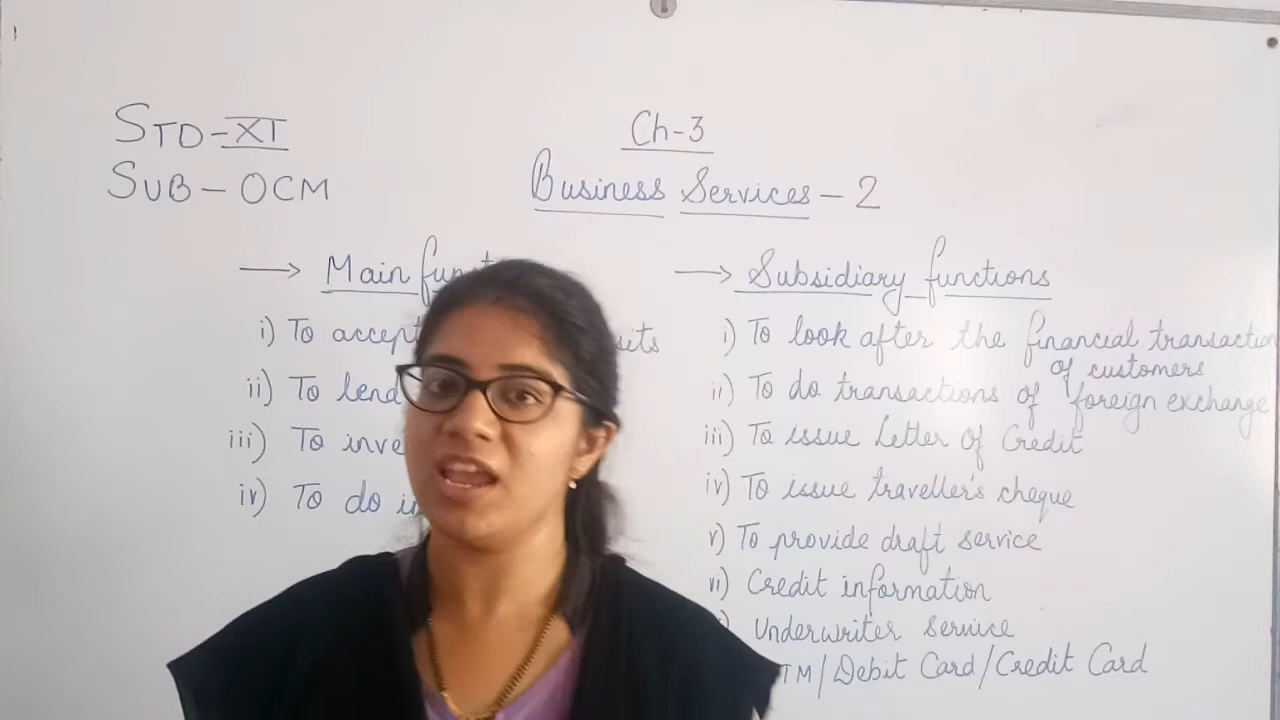 STD-XI
SUB-OCM
Ch-3
Business Services-2
→ Main
i) To accept
ii) To lend
iii) To
iv) To do
→ Subsidiary functions
i) To look after the financial transaction
of customers
ii) To do transactions of foreign exchange
iii) To issue Letter of Credit
iv) To issue traveller's cheque
v) To provide draft service
vi) Credit information
Underwriter service
/Debit Card/Credit Card